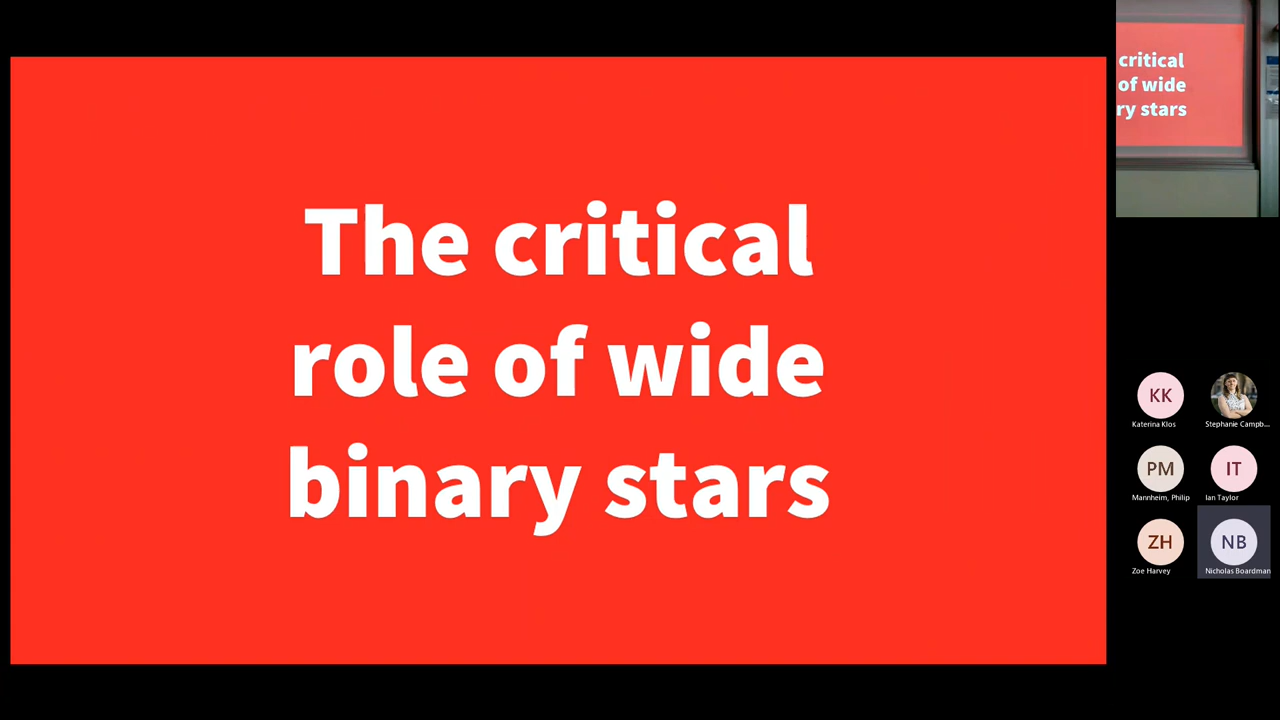 The critical
role of wide
binary stars
critical
of wide
ry stars
KK
Katerina Klos
Stephanie Campb...
PM
Mannheim, Philip
IT
Ian Taylor
ZH
Zoe Harvey
NB
Nicholas Boardman